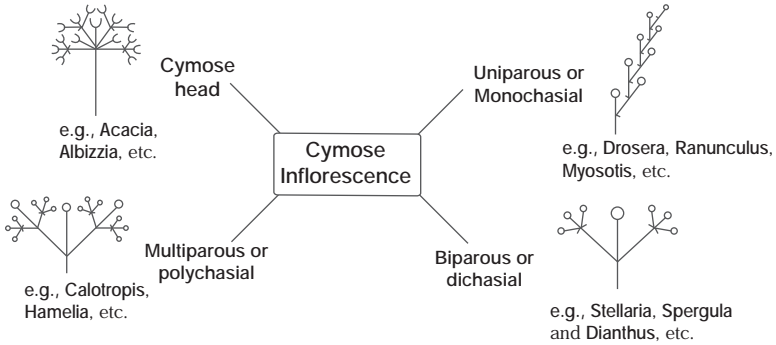 Cymose
head
e.g., Acacia,
Albizzia, etc.
Uniparous or
Monochasial
e.g., Drosera, Ranunculus,
Myosotis, etc.
Cymose
Inflorescence
Multiparous or
polychasial
e.g., Calotropis,
Hamelia, etc.
Biparous or
dichasial
e.g., Stellaria, Spergula
and Dianthus, etc.